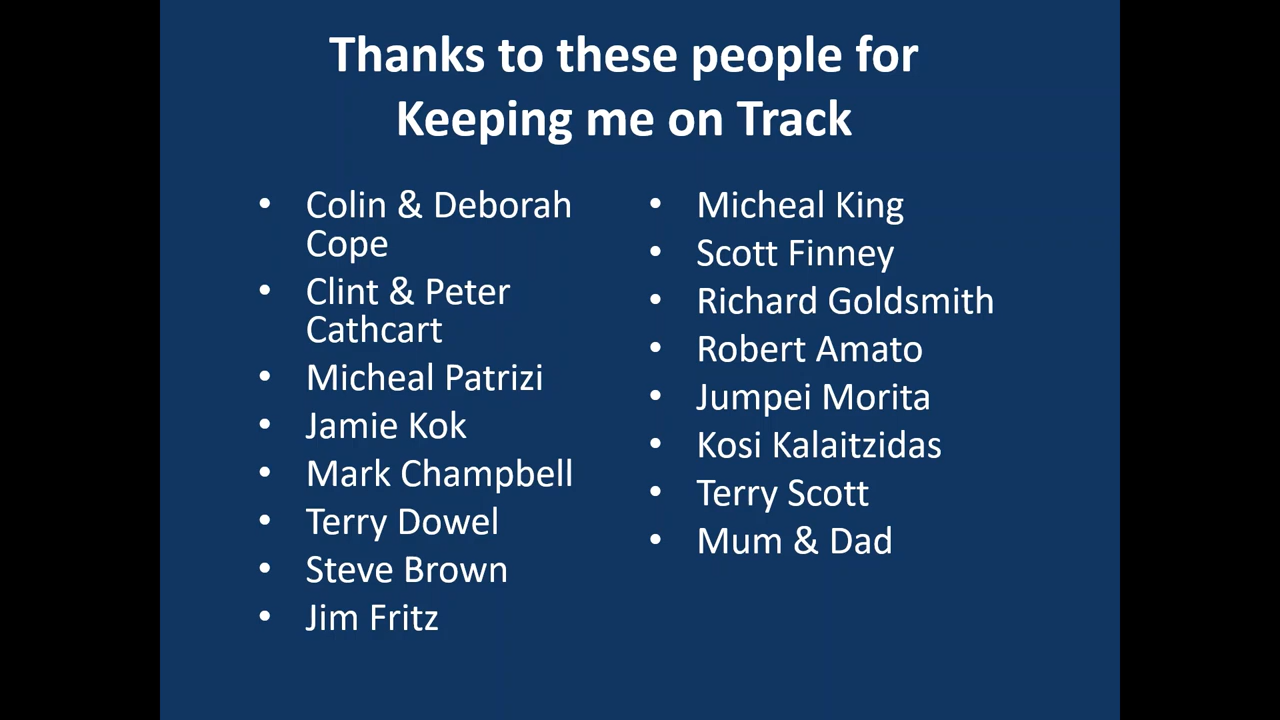 Thanks to these people for
Keeping me on Track
• Colin & Deborah
Cope
• Clint & Peter
Cathcart
• Micheal Patrizi
• Jamie Kok
• Mark Champbell
• Terry Dowel
• Steve Brown
• Jim Fritz
• Micheal King
• Scott Finney
• Richard Goldsmith
• Robert Amato
• Jumpei Morita
• Kosi Kalaitzidas
• Terry Scott
• Mum & Dad